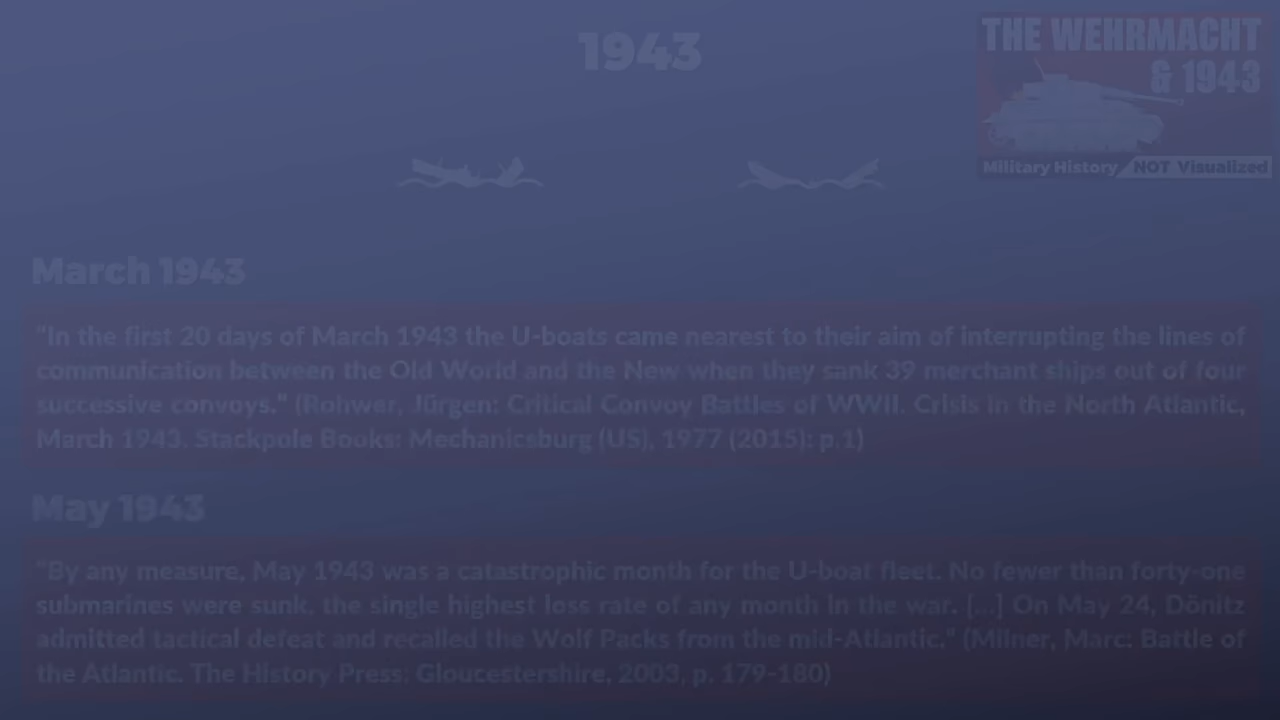 1943
THE WEHRMACHT
& 1943
Military History NOT Visualized
March 1943
“In the first 20 days of March 1943 the U-boats came nearest to their aim of interrupting the lines of
communication between the Old World and the New when they sank 39 merchant ships out of four
successive convoys.” (Rohwer, Jürgen: Critical Convoy Battles of WWII. Crisis in the North Atlantic,
March 1943. Stackpole Books: Mechanicsburg (US), 1977 (2015): p.1)
May 1943
“By any measure, May 1943 was a catastrophic month for the U-boat fleet. No fewer than forty-one
submarines were sunk, the single highest loss rate of any month in the war. [...] On May 24, Dönitz
admitted tactical defeat and recalled the Wolf Packs from the mid-Atlantic.” (Milner, Marc: Battle of
the Atlantic. The History Press: Gloucestershire, 2003, p. 179-180)